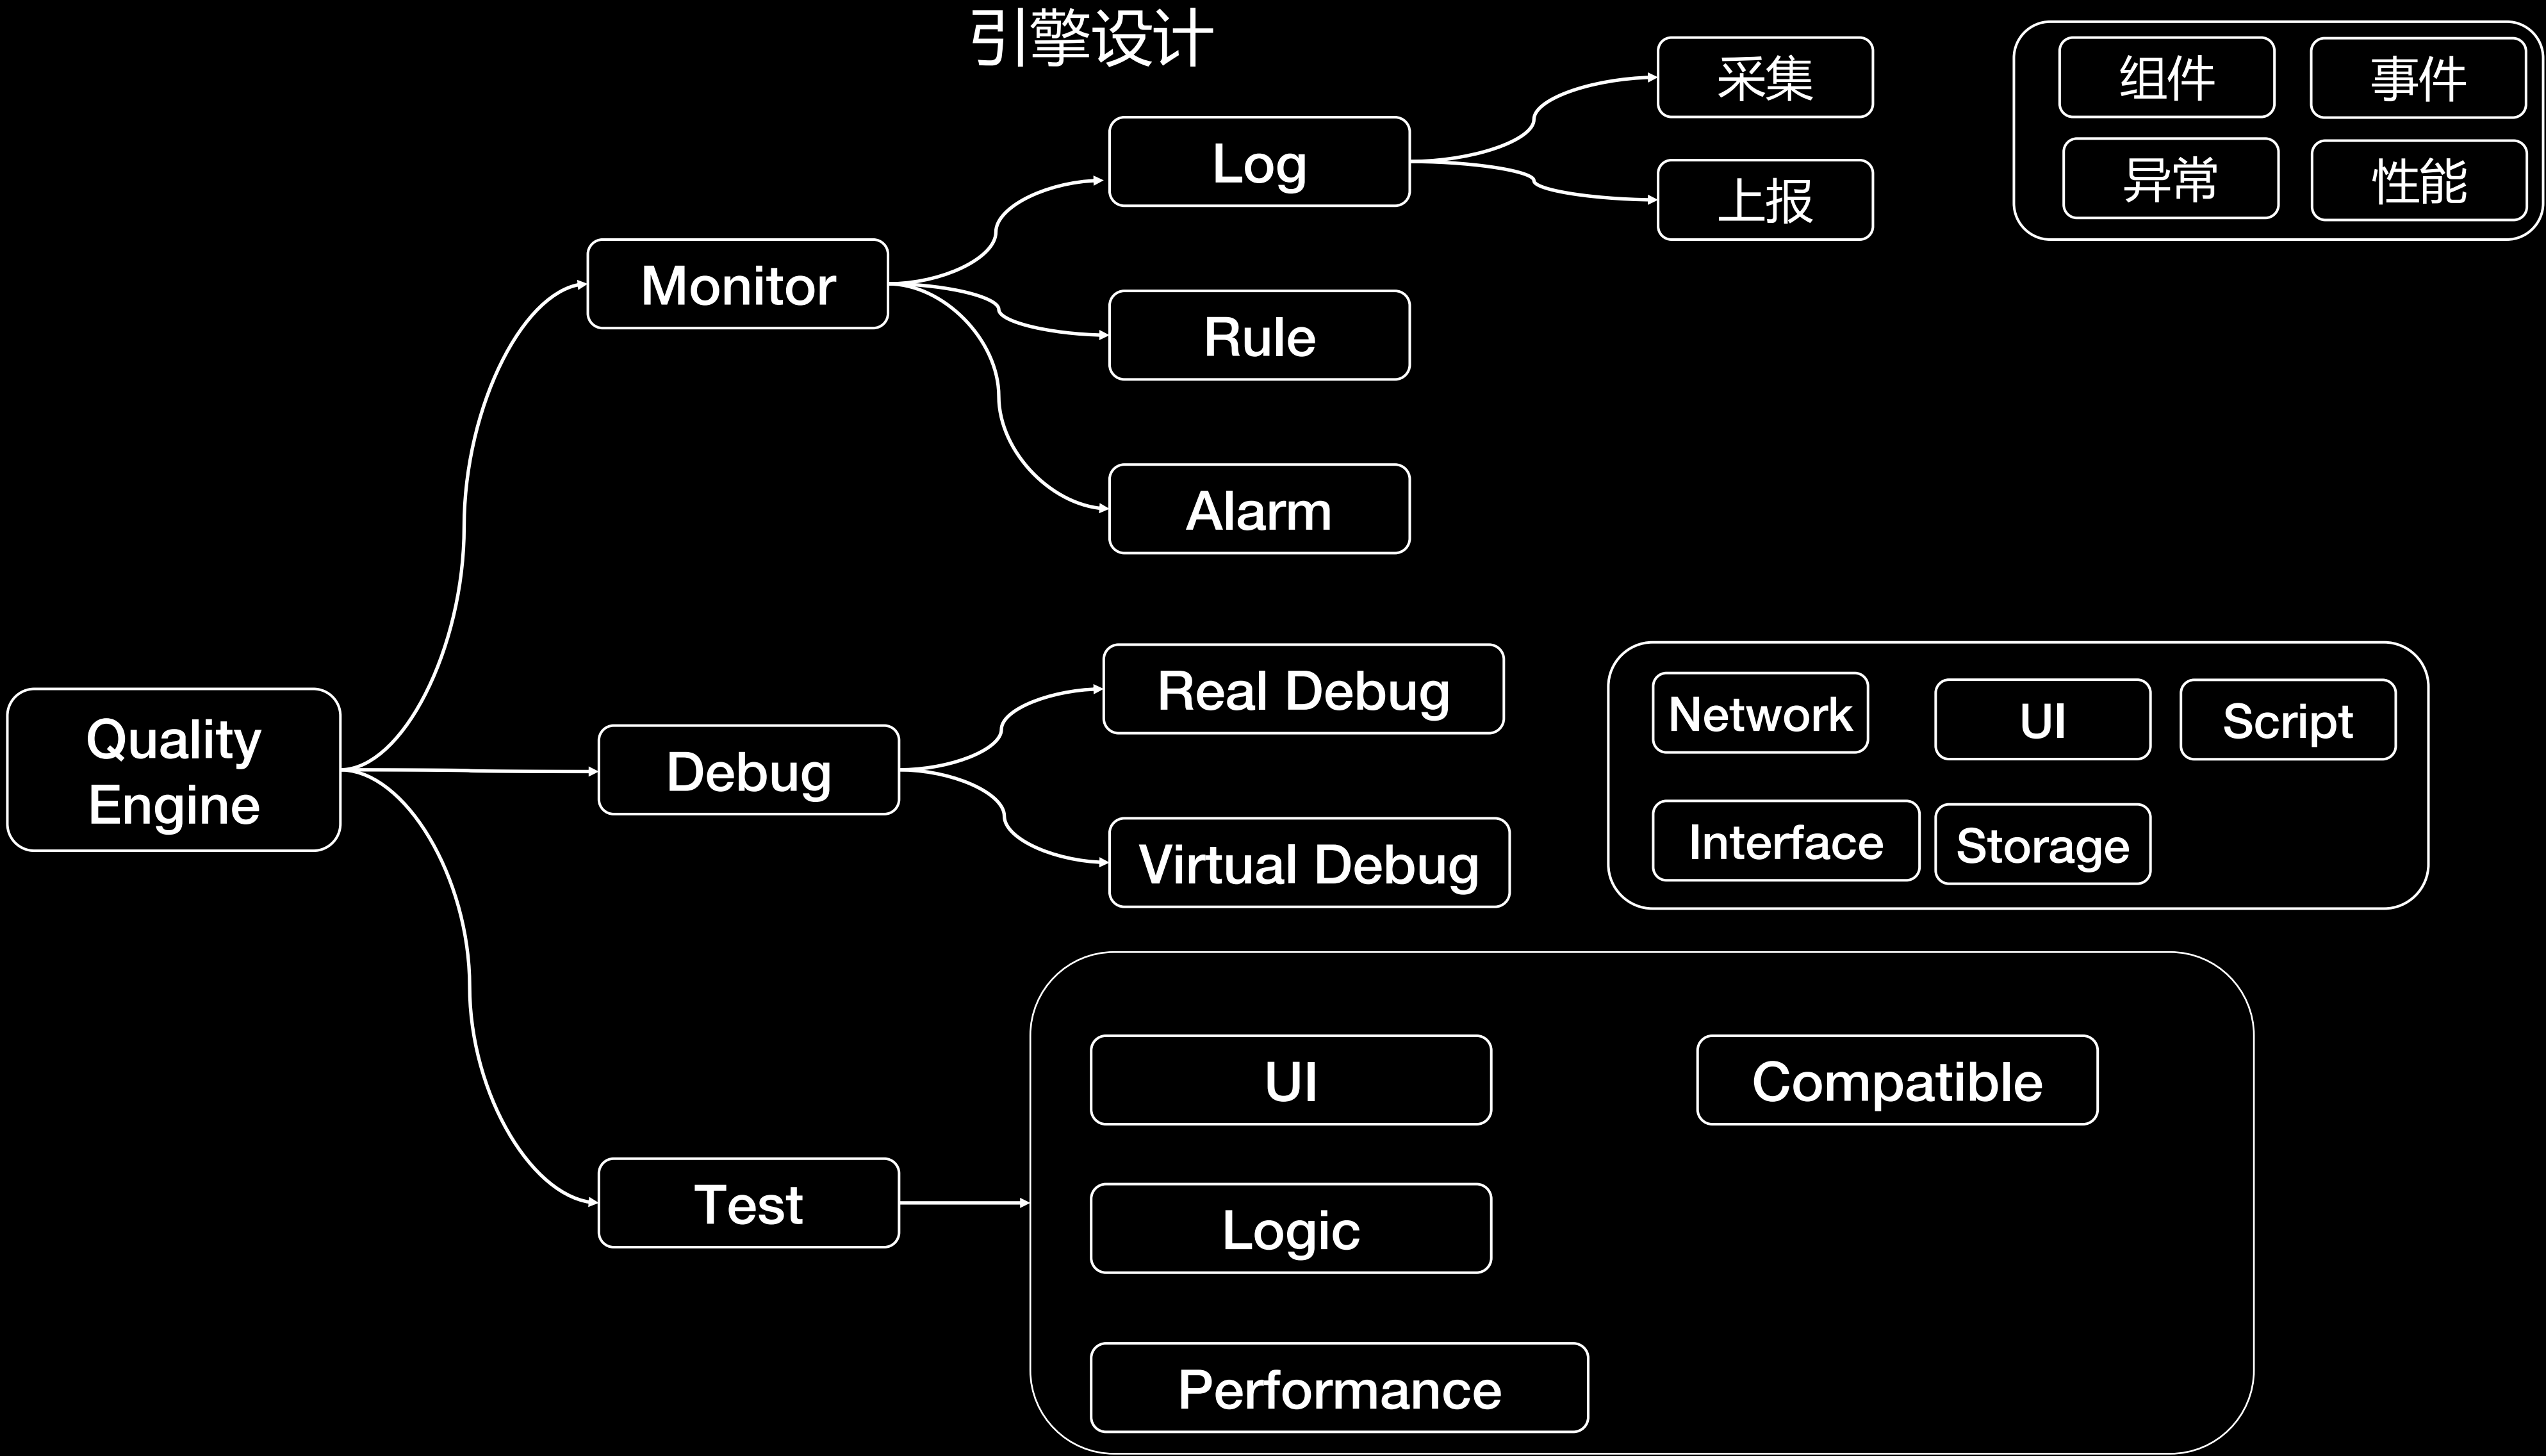 引擎设计
采集
组件
事件
Log
上报
异常
性能
Monitor
Rule
Alarm
Real Debug
Network
UI
Script
Quality
Engine
Debug
Virtual Debug
Interface
Storage
UI
Compatible
Test
Logic
Performance